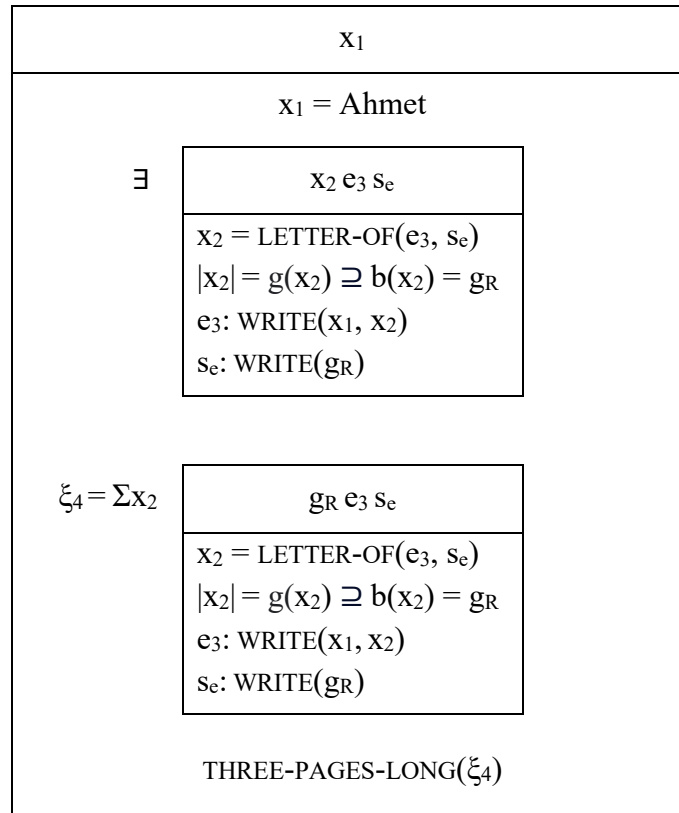 x₁
x₁ = Ahmet
∃ x₂ e₃ sₑ
x₂ = LETTER-OF(e₃, sₑ)
|x₂| = g(x₂) ⊇ b(x₂) = g_R
e₃: WRITE(x₁, x₂)
sₑ: WRITE(g_R)
ξ₄ = Σx₂ g_R e₃ sₑ
x₂ = LETTER-OF(e₃, sₑ)
|x₂| = g(x₂) ⊇ b(x₂) = g_R
e₃: WRITE(x₁, x₂)
sₑ: WRITE(g_R)
THREE-PAGES-LONG(ξ₄)